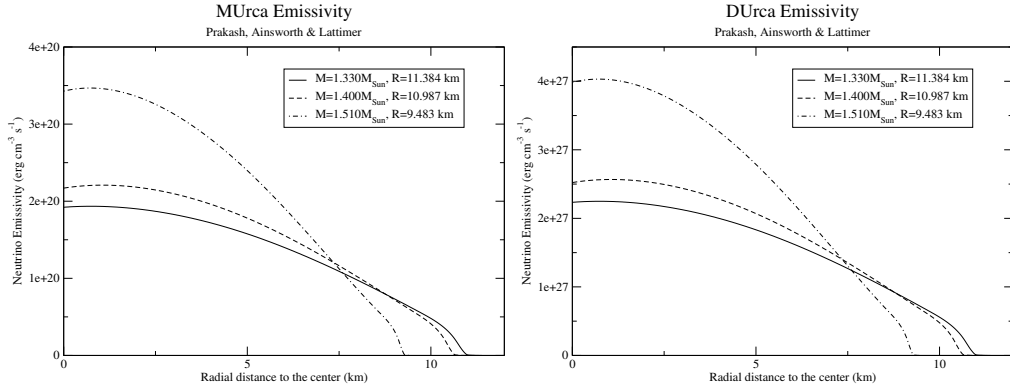 MUrca Emissivity
Prakash, Ainsworth & Lattimer
4e+20
3e+20
2e+20
1e+20
0
Neutrino Emissivity (erg cm⁻³ s⁻¹)
M=1.330M_Sun, R=11.384 km
M=1.400M_Sun, R=10.987 km
M=1.510M_Sun, R=9.483 km
0 5 10
Radial distance to the center (km)
DUrca Emissivity
Prakash, Ainsworth & Lattimer
4e+27
3e+27
2e+27
1e+27
0
Neutrino Emissivity (erg cm⁻³ s⁻¹)
M=1.330M_Sun, R=11.384 km
M=1.400M_Sun, R=10.987 km
M=1.510M_Sun, R=9.483 km
0 5 10
Radial distance to the center (km)